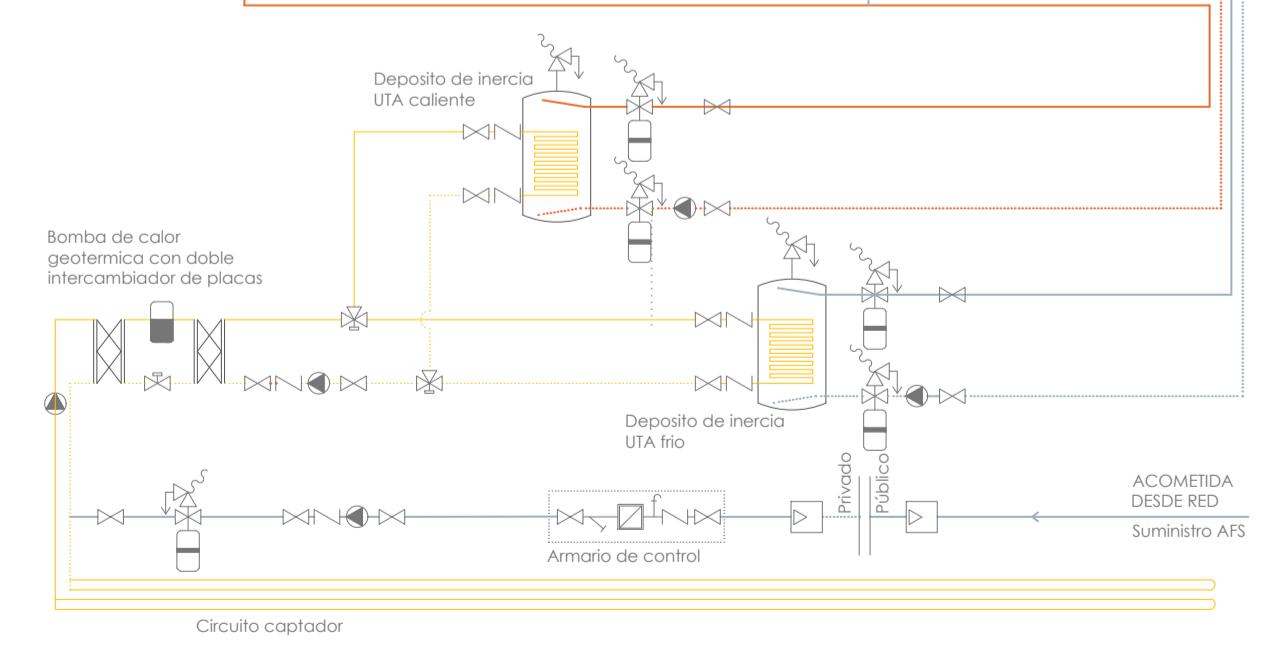 Deposito de inercia
UTA caliente
Bomba de calor
geotermica con doble
intercambiador de placas
Deposito de inercia
UTA frio
Privado
Público
ACOMETIDA
DESDE RED
Suministro AFS
Armario de control
Circuito captador